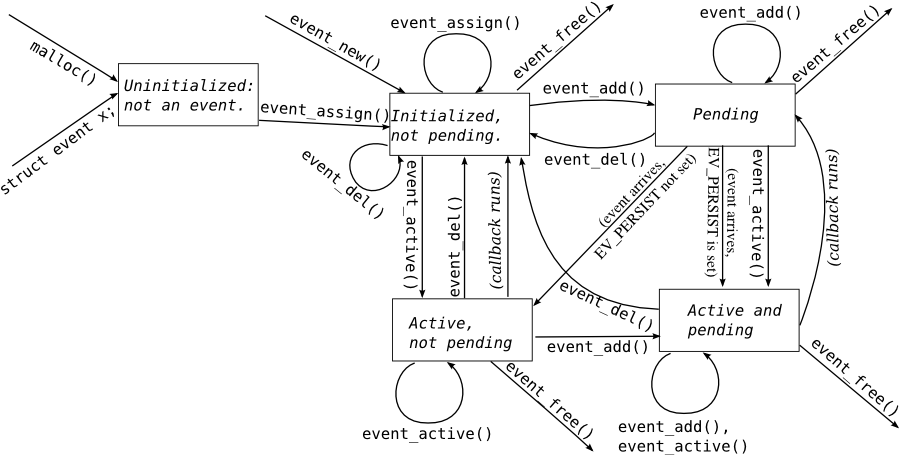 malloc()
struct event x;
Uninitialized:
not an event.
event_new()
event_assign()
event_free()
event_assign()
Initialized,
not pending.
event_del()
event_add()
event_del()
event_add()
event_free()
Pending
event_active()
event_del()
(callback runs)
(event arrives,
EV_PERSIST not set)
EV_PERSIST is set)
(event arrives,
event_active()
(callback runs)
event_del()
Active,
not pending
event_add()
Active and
pending
event_active()
event_free()
event_add(),
event_active()
event_free()